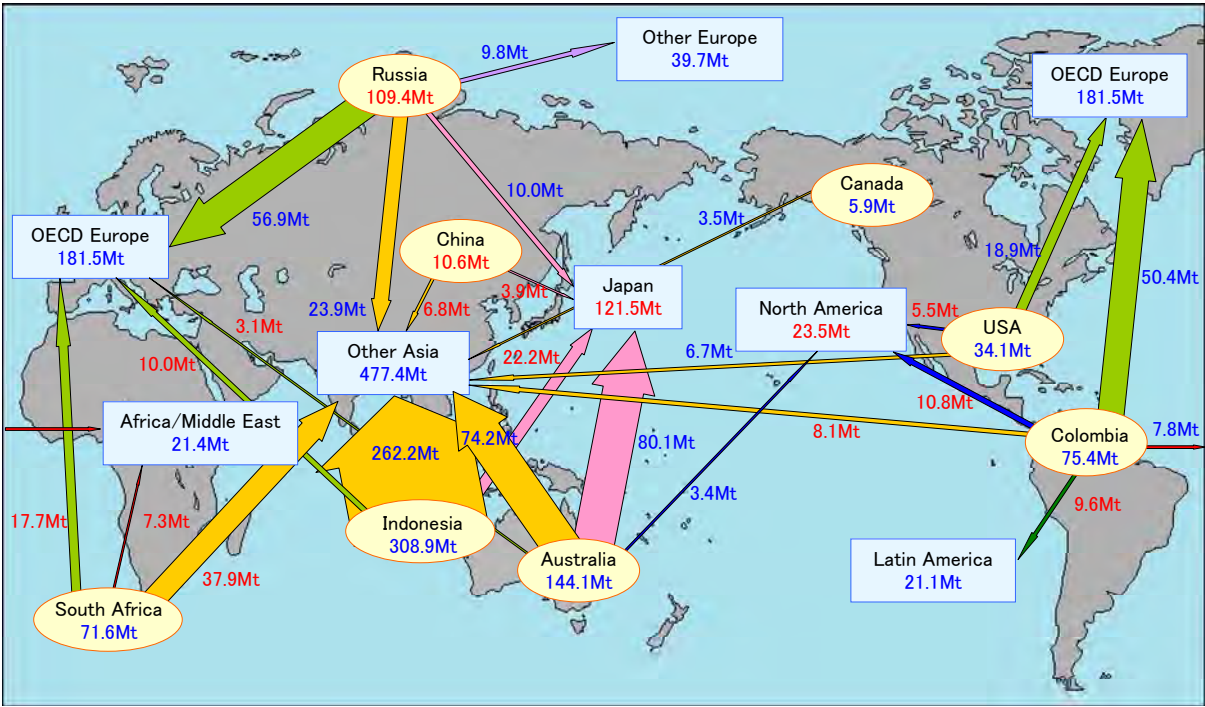 Other Europe
39.7Mt
9.8Mt
Russia
109.4Mt
OECD Europe
181.5Mt
Canada
5.9Mt
10.0Mt
3.5Mt
56.9Mt
OECD Europe
181.5Mt
China
10.6Mt
18.9Mt
50.4Mt
Japan
121.5Mt
3.9Mt
6.8Mt
23.9Mt
3.1Mt
North America
23.5Mt
5.5Mt
USA
34.1Mt
Other Asia
477.4Mt
22.2Mt
6.7Mt
10.0Mt
10.8Mt
Africa/Middle East
21.4Mt
262.2Mt
74.2Mt
80.1Mt
8.1Mt
Colombia
75.4Mt
7.8Mt
3.4Mt
9.6Mt
17.7Mt
7.3Mt
Indonesia
308.9Mt
Australia
144.1Mt
Latin America
21.1Mt
37.9Mt
South Africa
71.6Mt